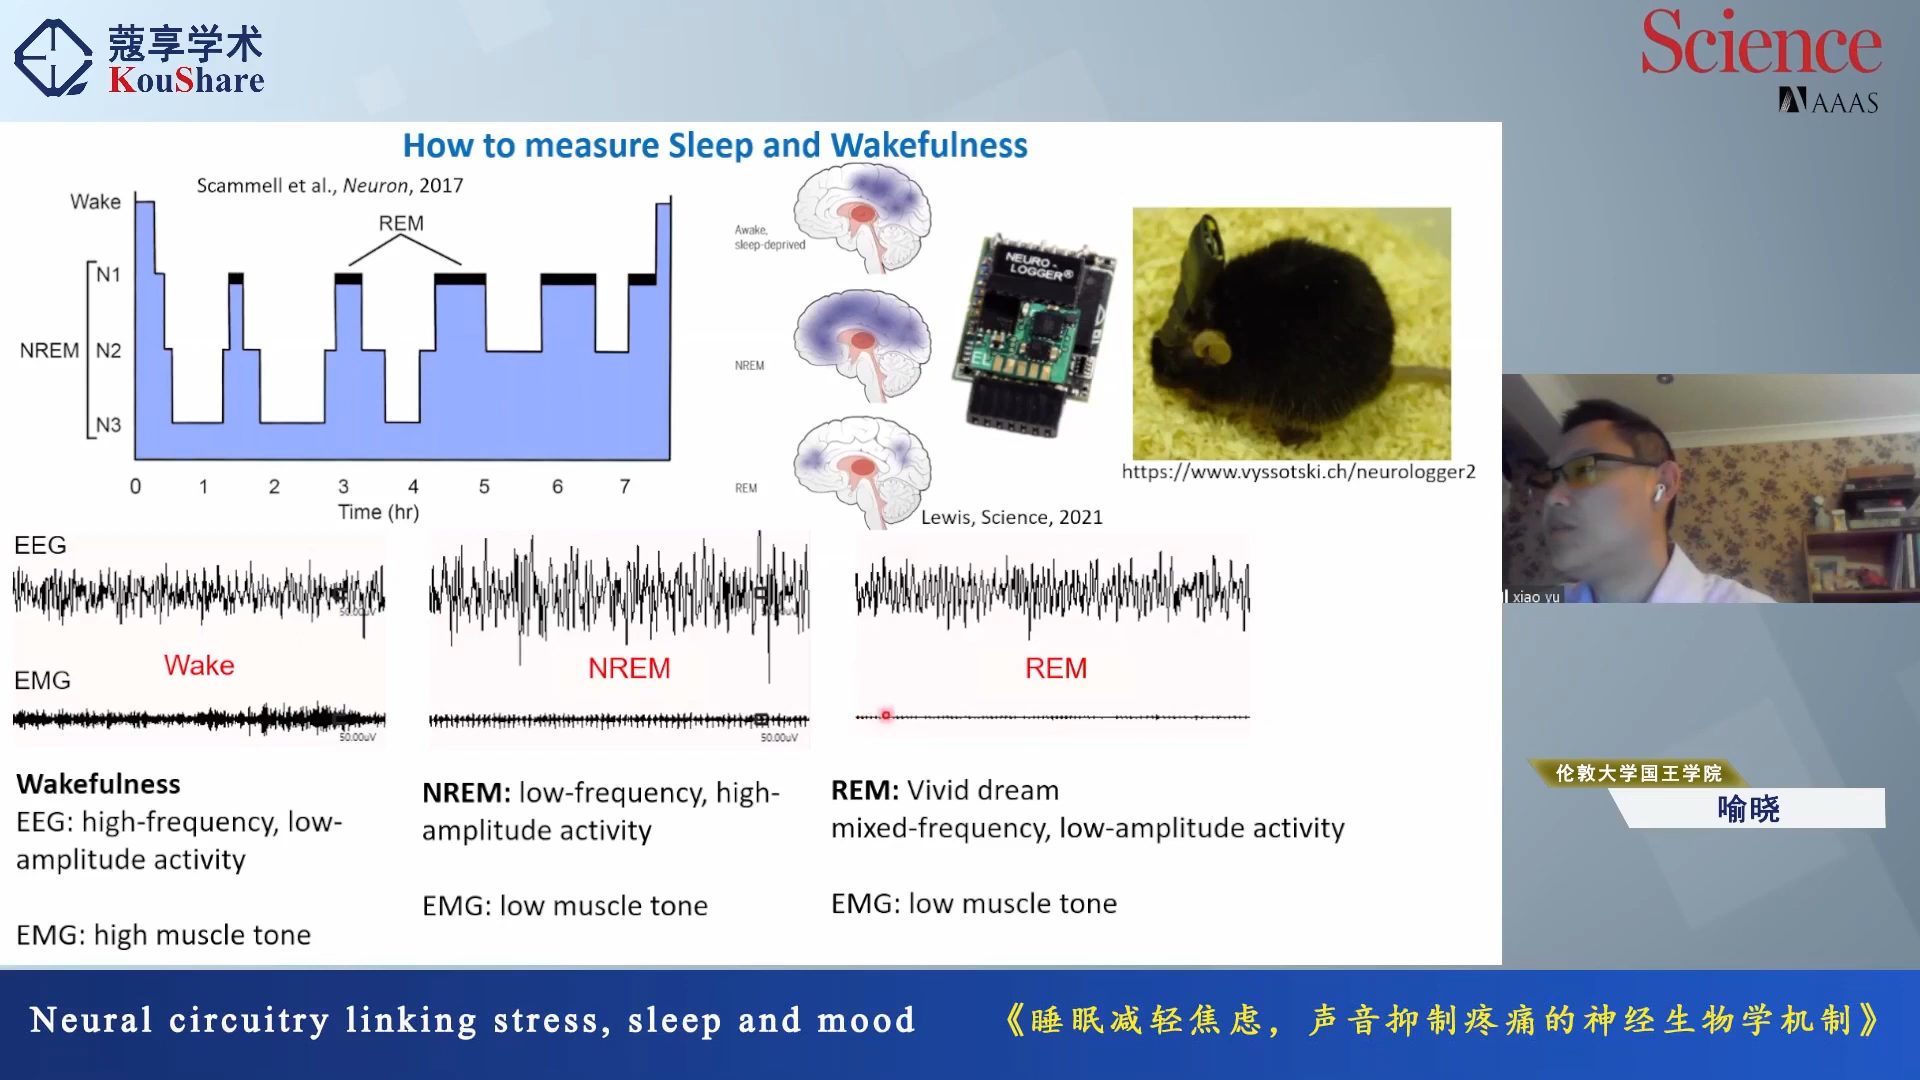 蔻享学术
KouShare
Science
AAAS
How to measure Sleep and Wakefulness
Scammell et al., Neuron, 2017
Wake
REM
N1
NREM
N2
N3
0 1 2 3 4 5 6 7
Time (hr)
Awake,
sleep-deprived
NREM
REM
Lewis, Science, 2021
NEURO-
LOGGER®
EL
https://www.vyssotski.ch/neurologger2
EEG
50.00uV
Wake
NREM
REM
EMG
50.00uV
50.00uV
Wakefulness
EEG: high-frequency, low-
amplitude activity
EMG: high muscle tone
NREM: low-frequency, high-
amplitude activity
EMG: low muscle tone
REM: Vivid dream
mixed-frequency, low-amplitude activity
EMG: low muscle tone
xiao yu
伦敦大学国王学院
喻晓
Neural circuitry linking stress, sleep and mood
《睡眠减轻焦虑，声音抑制疼痛的神经生物学机制》